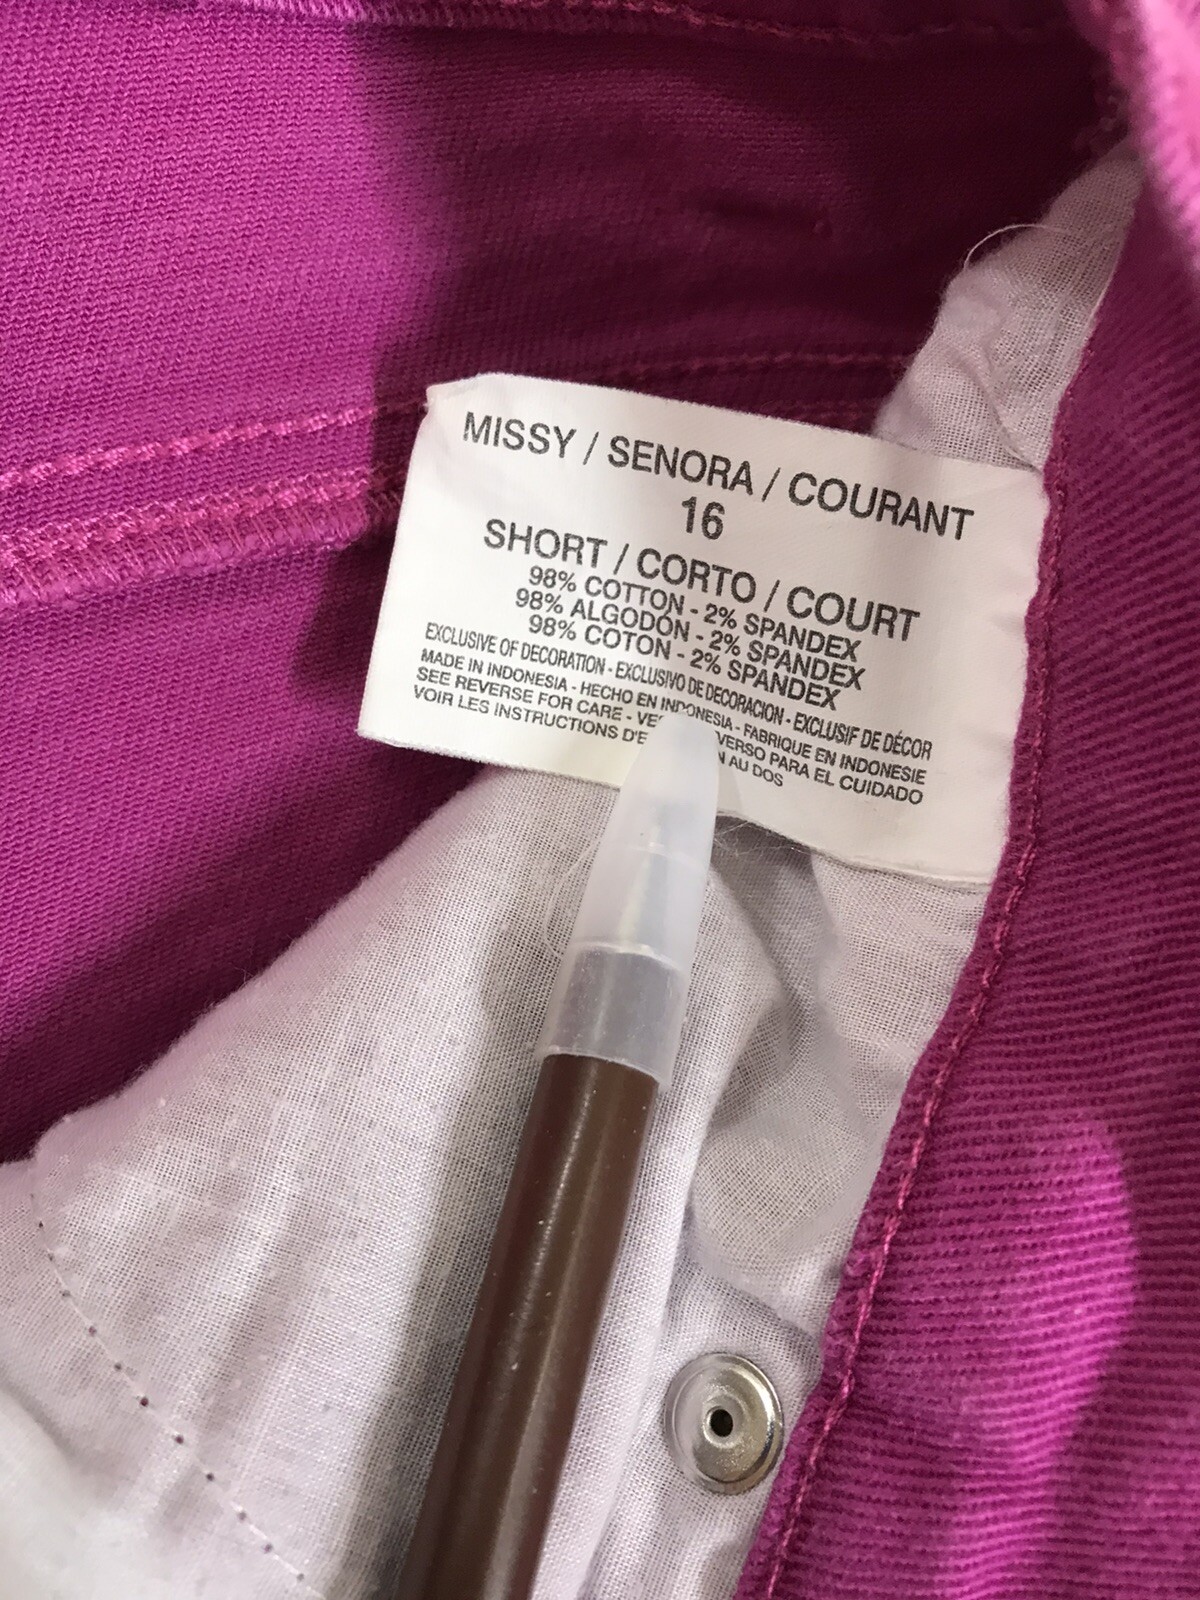 MISSY / SENORA / COURANT
16
SHORT / CORTO / COURT
98% COTTON - 2% SPANDEX
98% ALGODÓN - 2% SPANDEX
98% COTON - 2% SPANDEX
EXCLUSIVE OF DECORATION - EXCLUSIVO DE DECORACION - EXCLUSIF DE DÉCOR
MADE IN INDONESIA - HECHO EN INDONESIA - FABRIQUE EN INDONESIE
SEE REVERSE FOR CARE - PARA EL CUIDADO
VOIR LES INSTRUCTIONS AU DOS